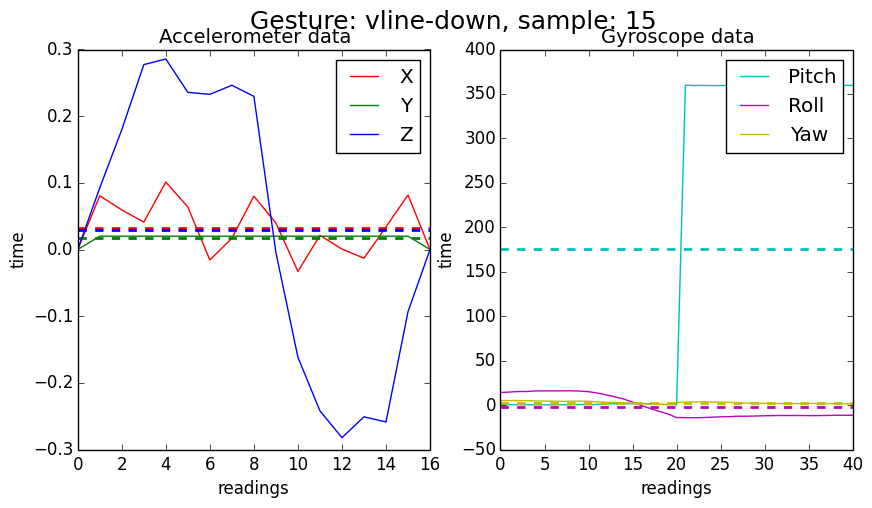 Gesture: vline-down, sample: 15
Accelerometer data
0.3
0.2
0.1
0.0
−0.1
−0.2
−0.3
time
0 2 4 6 8 10 12 14 16
readings
X
Y
Z
Gyroscope data
400
350
300
250
200
150
100
50
0
−50
time
0 5 10 15 20 25 30 35 40
readings
Pitch
Roll
Yaw